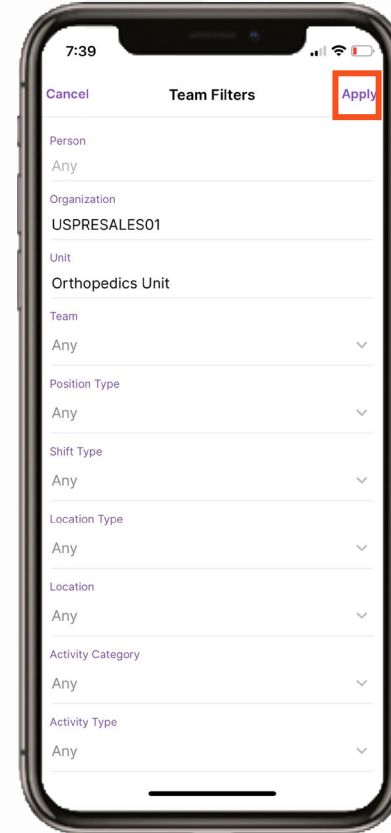 7:39
Cancel Team Filters Apply
Person
Any
Organization
USPRESALES01
Unit
Orthopedics Unit
Team
Any
Position Type
Any
Shift Type
Any
Location Type
Any
Location
Any
Activity Category
Any
Activity Type
Any